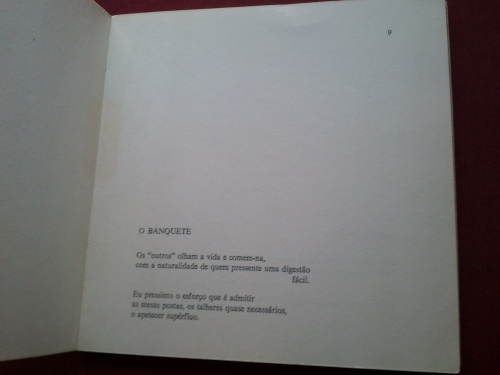 9
O BANQUETE
Os "outros" olham a vida e comem-na,
com a naturalidade de quem pressente uma digestão
fácil.
Eu pressinto o esforço que é admitir
as mesas postas, os talheres quase necessários,
o apetecer supérfluo.